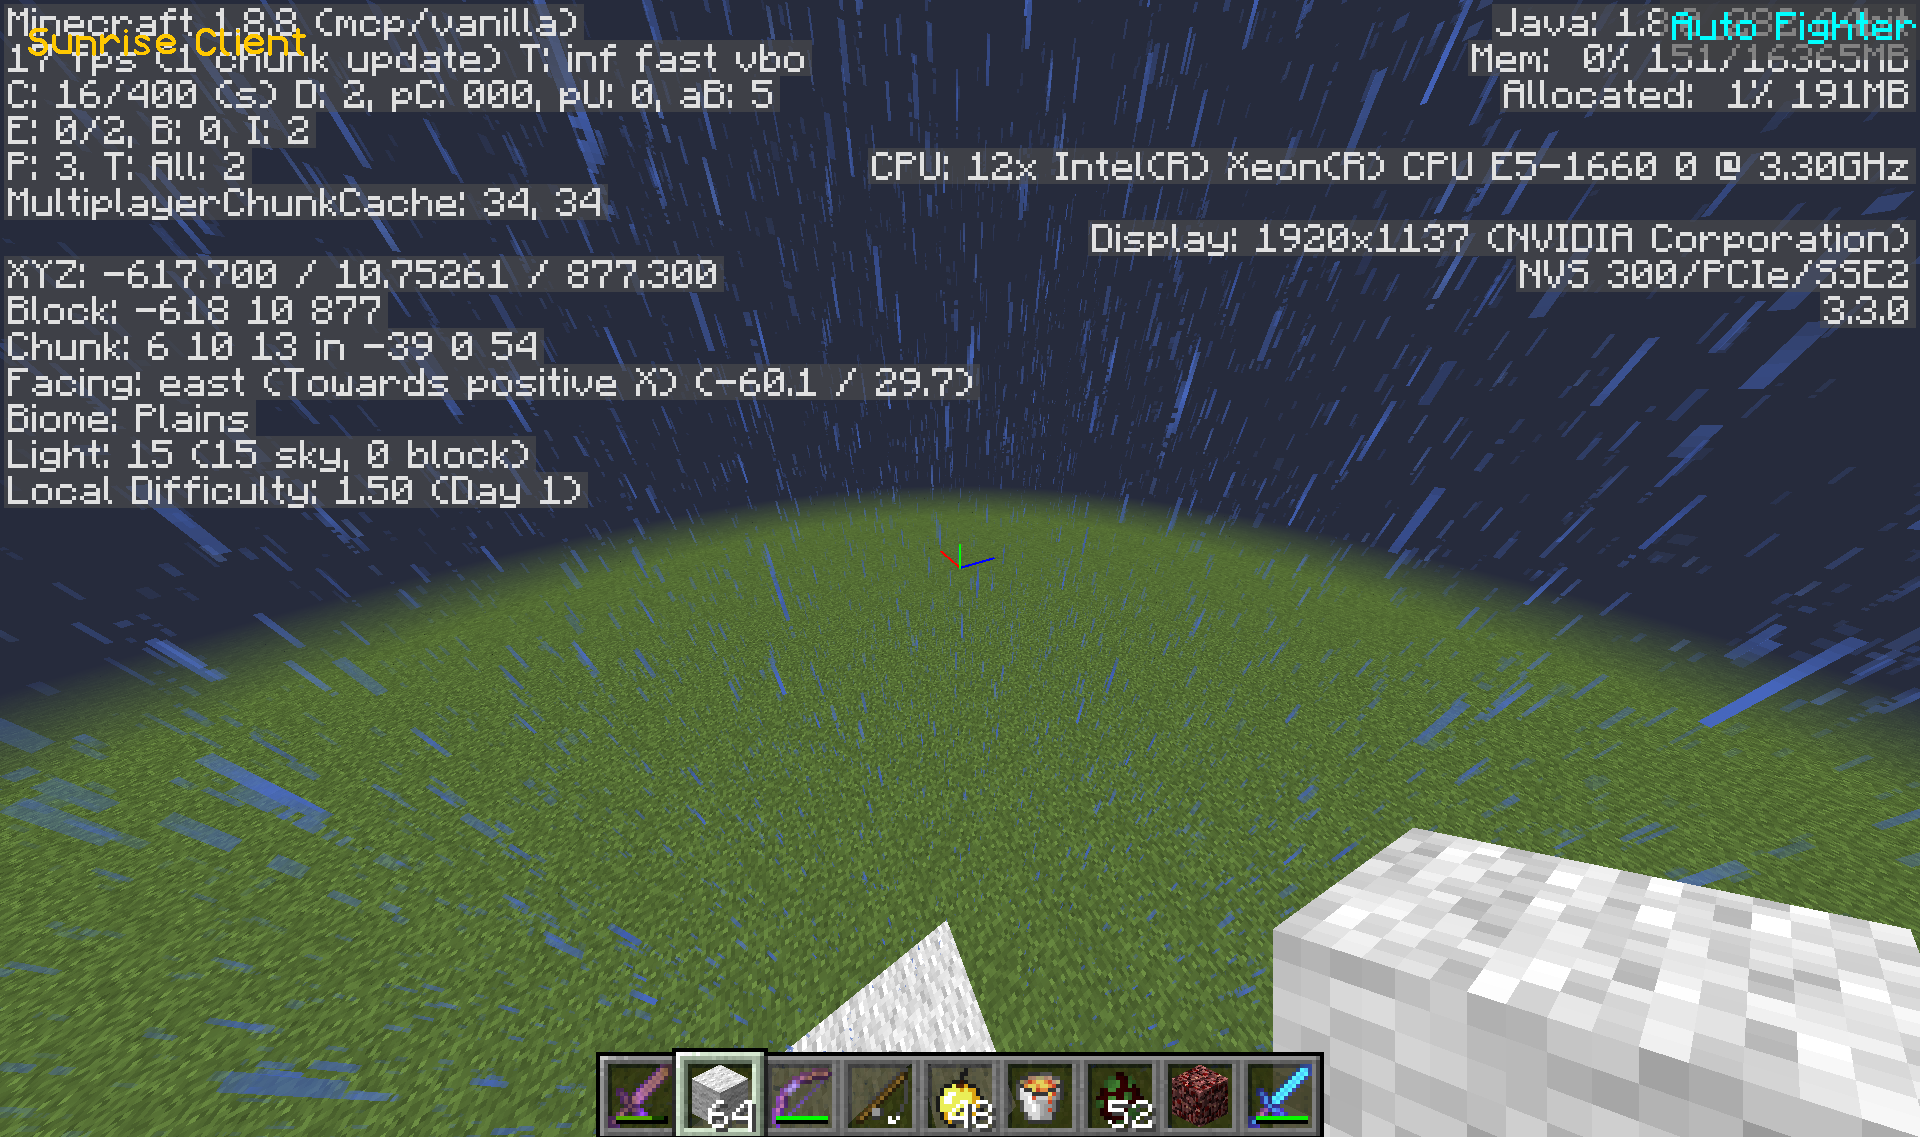 Minecraft 1.8.8 (mcp/vanilla)
Sunrise Client
17 fps (1 chunk update) T: inf fast vbo
C: 16/400 (s) D: 2, pC: 000, pU: 0, aB: 5
E: 0/2, B: 0, I: 2
P: 3. T: All: 2
MultiplayerChunkCache: 34, 34
XYZ: -617.700 / 10.75261 / 877.300
Block: -618 10 877
Chunk: 6 10 13 in -39 0 54
Facing: east (Towards positive X) (-60.1 / 29.7)
Biome: Plains
Light: 15 (15 sky, 0 block)
Local Difficulty: 1.50 (Day 1)
Java:
Auto Fighter
Mem: 0% 151/16365MB
Allocated: 1% 191MB
CPU: 12x Intel(R) Xeon(R) CPU E5-1660 0 @ 3.30GHz
Display: 1920x1137 (NVIDIA Corporation)
NVS 300/PCIe/SSE2
3.3.0
64
48
52